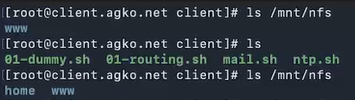 [root@client.agko.net client]# ls /mnt/nfs
www
[root@client.agko.net client]# ls
01-dummy.sh 01-routing.sh mail.sh ntp.sh
[root@client.agko.net client]# ls /mnt/nfs
home www